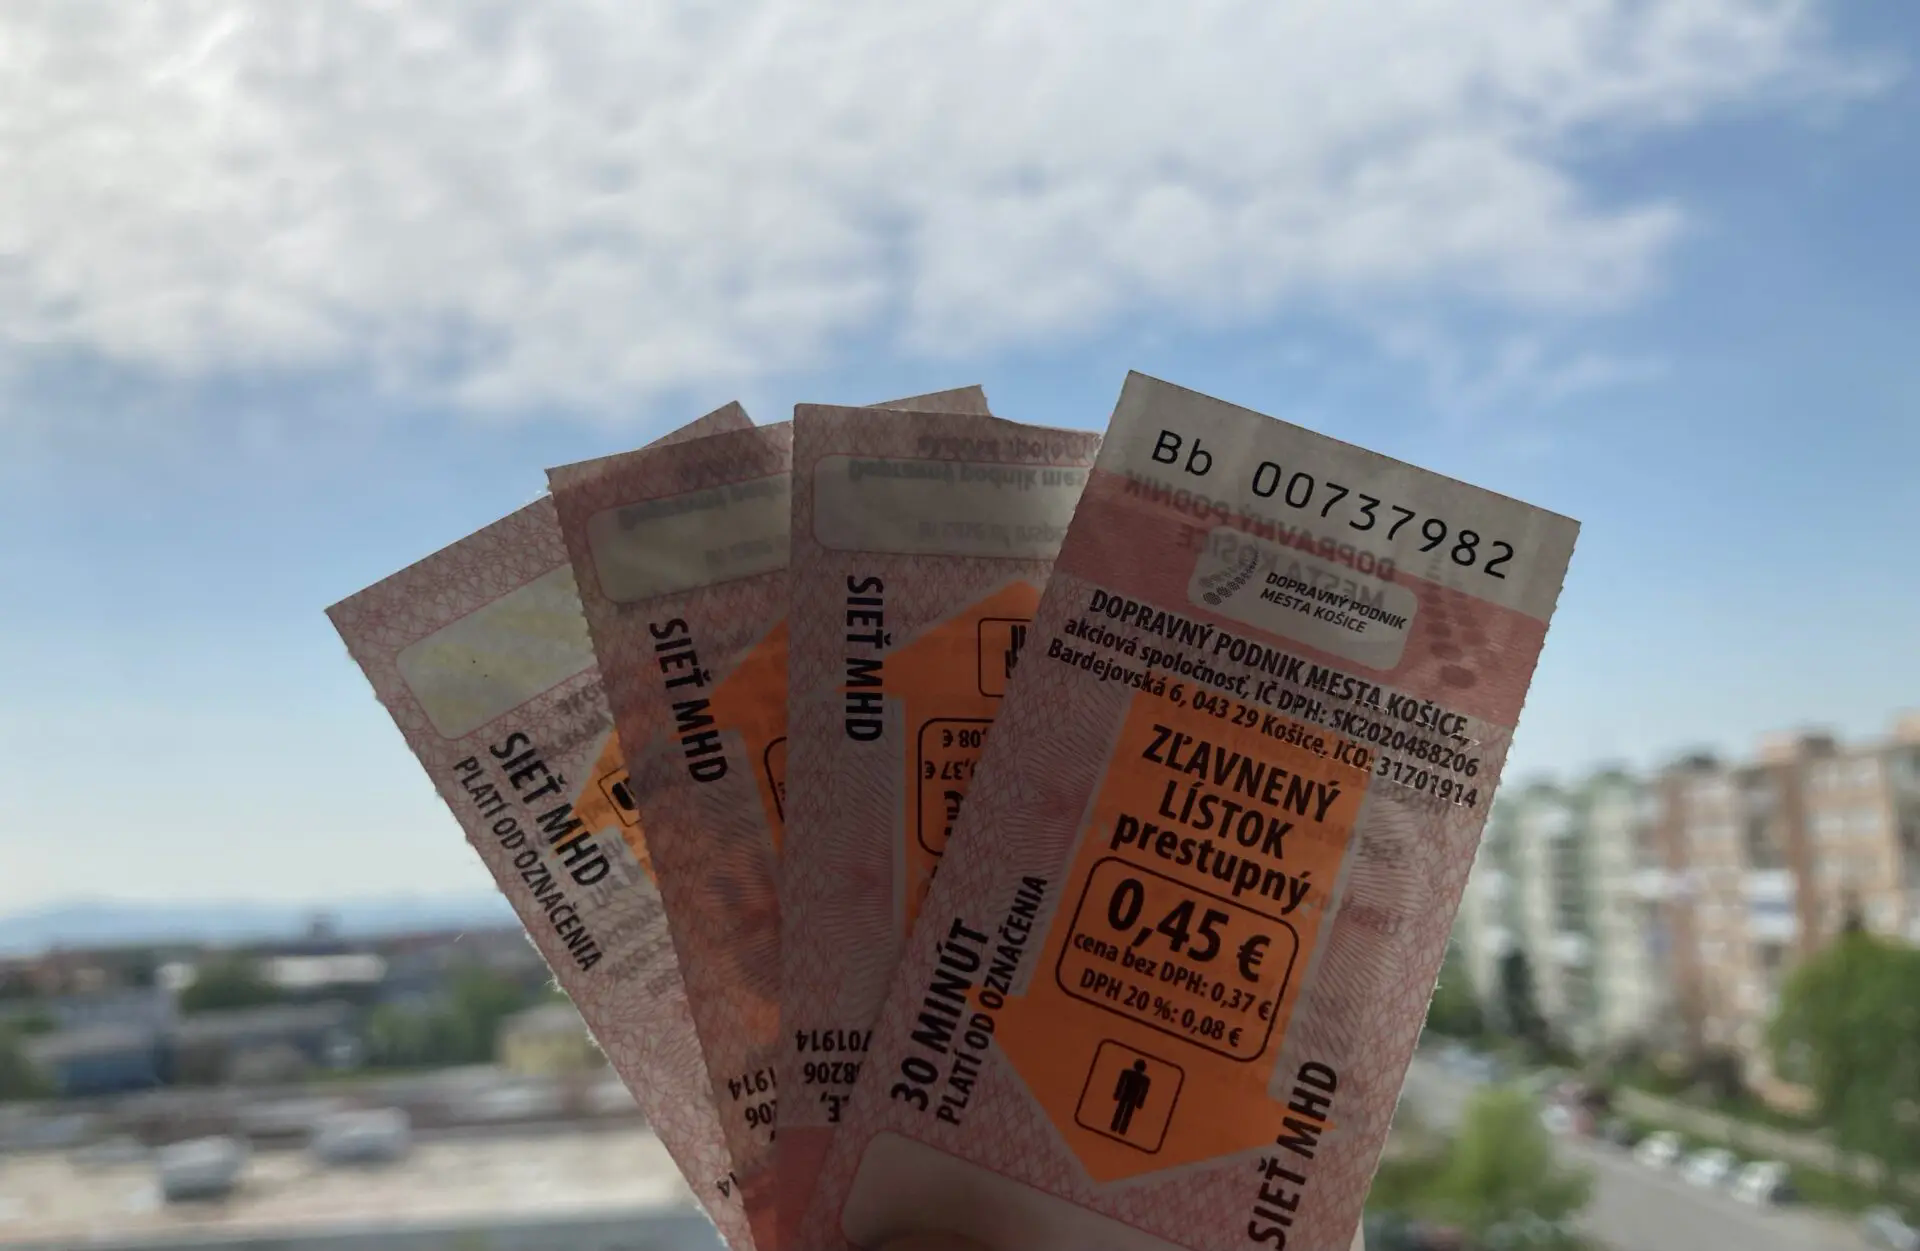 Bb 00737982
DOPRAVNÝ PODNIK
MESTA KOŠICE
DOPRAVNÝ PODNIK MESTA KOŠICE,
akciová spoločnosť, IČ DPH: SK2020488206
Bardejovská 6, 043 29 Košice, IČO: 31701914
ZĽAVNENÝ
LÍSTOK
prestupný
0,45 €
cena bez DPH: 0,37 €
DPH 20 %: 0,08 €
30 MINÚT
PLATÍ OD OZNAČENIA
SIEŤ MHD
SIEŤ MHD
SIEŤ MHD
SIEŤ MHD
PLATÍ OD OZNAČENIA